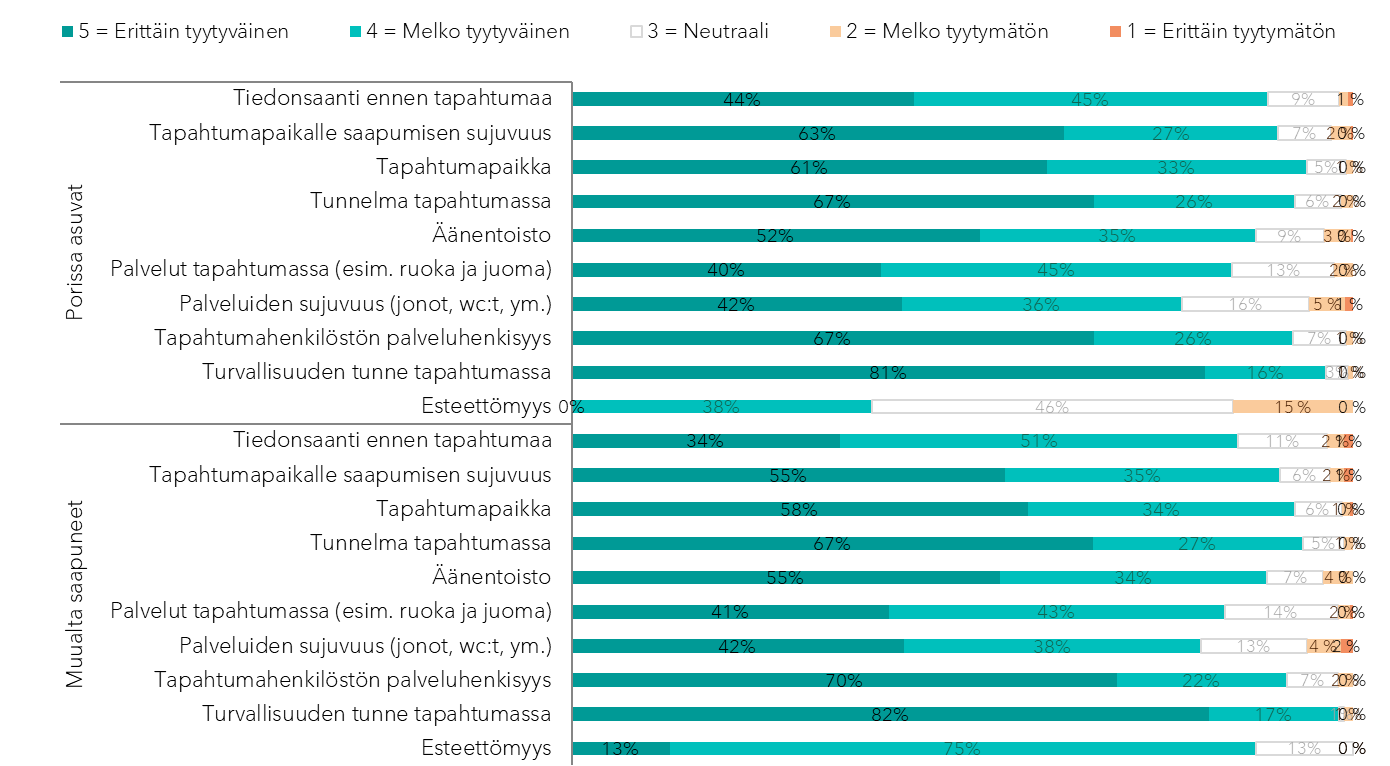 5 = Erittäin tyytyväinen 4 = Melko tyytyväinen 3 = Neutraali 2 = Melko tyytymätön 1 = Erittäin tyytymätön
Porissa asuvat
Tiedonsaanti ennen tapahtumaa 44% 45% 9% 1 %
Tapahtumapaikalle saapumisen sujuvuus 63% 27% 7%
Tapahtumapaikka 61% 33% 5% 0 %
Tunnelma tapahtumassa 67% 26% 6%
Äänentoisto 52% 35% 9%
Palvelut tapahtumassa (esim. ruoka ja juoma) 40% 45% 13%
Palveluiden sujuvuus (jonot, wc:t, ym.) 42% 36% 16% 5 % 1 %
Tapahtumahenkilöstön palveluhenkisyys 67% 26% 7% 0 %
Turvallisuuden tunne tapahtumassa 81% 16% 3%
Esteettömyys 0% 38% 46% 15 % 0 %
Muualta saapuneet
Tiedonsaanti ennen tapahtumaa 34% 51% 11%
Tapahtumapaikalle saapumisen sujuvuus 55% 35% 6%
Tapahtumapaikka 58% 34% 6%
Tunnelma tapahtumassa 67% 27% 5%
Äänentoisto 55% 34% 7%
Palvelut tapahtumassa (esim. ruoka ja juoma) 41% 43% 14%
Palveluiden sujuvuus (jonot, wc:t, ym.) 42% 38% 13% 4 % 2 %
Tapahtumahenkilöstön palveluhenkisyys 70% 22% 7%
Turvallisuuden tunne tapahtumassa 82% 17%
Esteettömyys 13% 75% 13% 0 %